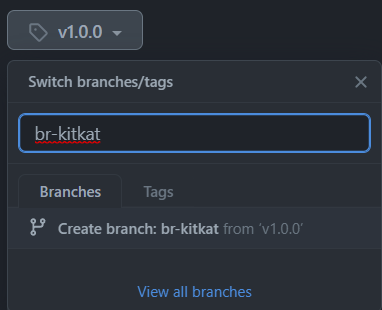 v1.0.0
Switch branches/tags
br-kitkat
Branches Tags
Create branch: br-kitkat from ‘v1.0.0’
View all branches